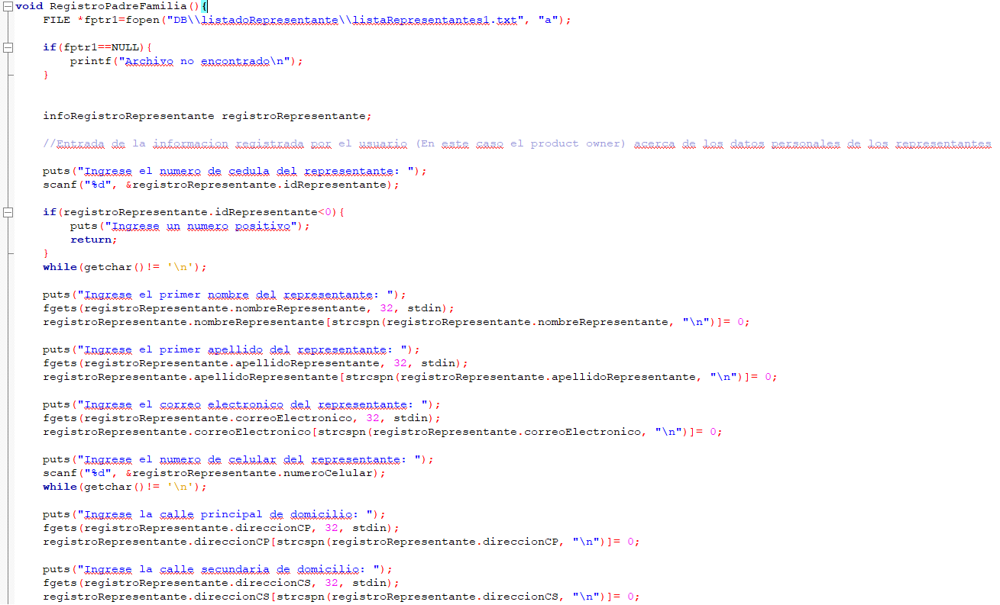 void RegistroPadreFamilia(){
FILE *fptr1=fopen("DB\\listadoRepresentante\\listaRepresentantes1.txt", "a");
if(fptr1==NULL){
printf("Archivo no encontrado\n");
}
infoRegistroRepresentante registroRepresentante;
//Entrada de la informacion registrada por el usuario (En este caso el product owner) acerca de los datos personales de los representantes
puts("Ingrese el numero de cedula del representante: ");
scanf("%d", &registroRepresentante.idRepresentante);
if(registroRepresentante.idRepresentante<0){
puts("Ingrese un numero positivo");
return;
}
while(getchar()!= '\n');
puts("Ingrese el primer nombre del representante: ");
fgets(registroRepresentante.nombreRepresentante, 32, stdin);
registroRepresentante.nombreRepresentante[strcspn(registroRepresentante.nombreRepresentante, "\n")]= 0;
puts("Ingrese el primer apellido del representante: ");
fgets(registroRepresentante.apellidoRepresentante, 32, stdin);
registroRepresentante.apellidoRepresentante[strcspn(registroRepresentante.apellidoRepresentante, "\n")]= 0;
puts("Ingrese el correo electronico del representante: ");
fgets(registroRepresentante.correoElectronico, 32, stdin);
registroRepresentante.correoElectronico[strcspn(registroRepresentante.correoElectronico, "\n")]= 0;
puts("Ingrese el numero de celular del representante: ");
scanf("%d", &registroRepresentante.numeroCelular);
while(getchar()!= '\n');
puts("Ingrese la calle principal de domicilio: ");
fgets(registroRepresentante.direccionCP, 32, stdin);
registroRepresentante.direccionCP[strcspn(registroRepresentante.direccionCP, "\n")]= 0;
puts("Ingrese la calle secundaria de domicilio: ");
fgets(registroRepresentante.direccionCS, 32, stdin);
registroRepresentante.direccionCS[strcspn(registroRepresentante.direccionCS, "\n")]= 0;